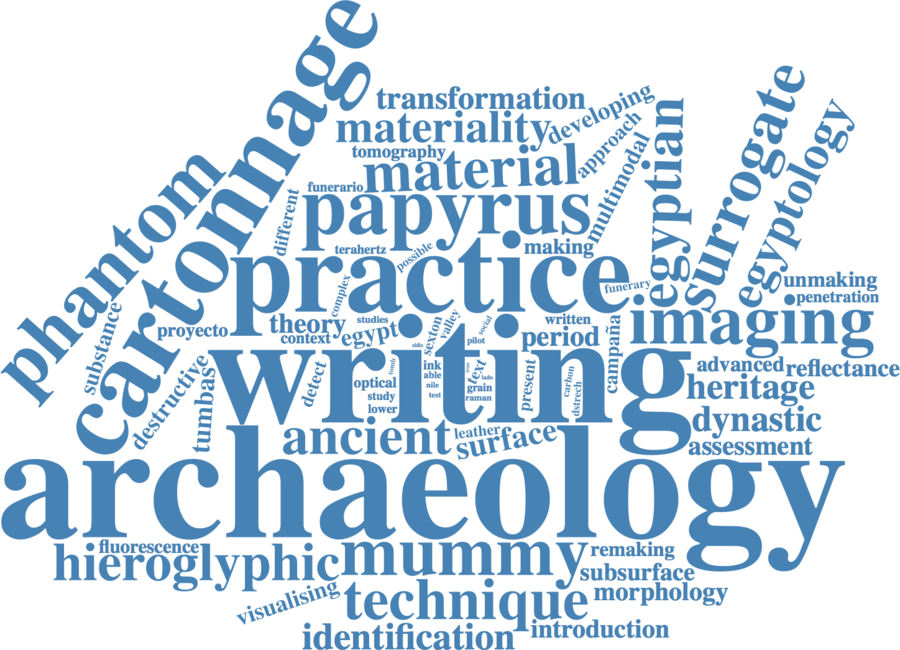 cartonnage
phantom
transformation
developing
materiality
approach
surrogate
egyptology
egyptian
multimodal
tomography
material
funerario
papyrus
different
terahertz
possible
making
practice
complex
funerary
unmaking
penetration
substance
proyecto
theory
studies
context
egypt
sexton
valley
social
pilot
written
period
campaña
imaging
writing
destructive
tumbas
detect
optical
study
lower
ink
able
nile
test
text
grain
raman
present
carbon
dstrech
advanced
reflectance
heritage
dynastic
assessment
ancient
leather
surface
archaeology
fluorescence
hieroglyphic
mummy
remaking
subsurface
morphology
visualising
technique
identification
introduction